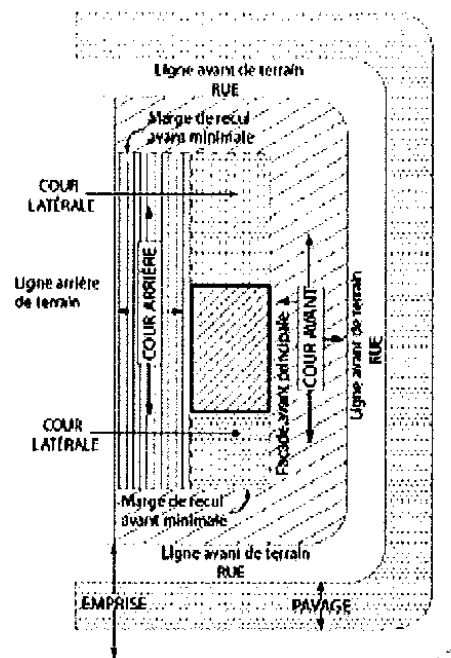 Ligne avant de terrain
RUE
Marge de recul
avant minimale
COUR
LATÉRALE
Ligne arrière
de terrain
COUR ARRIÈRE
Façade avant principale
COUR AVANT
Ligne avant de terrain
RUE
COUR
LATÉRALE
Marge de recul
avant minimale
Ligne avant de terrain
RUE
EMPRISE
PAVAGE